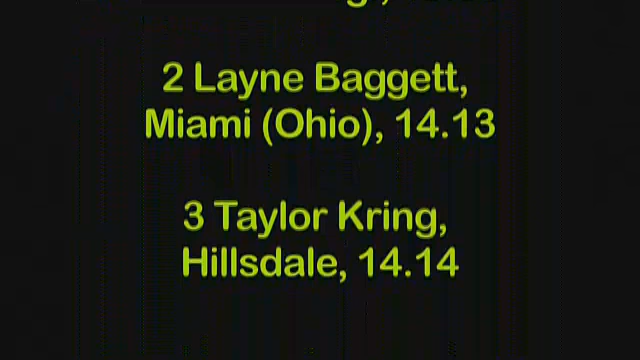 2 Layne Baggett,
Miami (Ohio), 14.13
3 Taylor Kring,
Hillsdale, 14.14